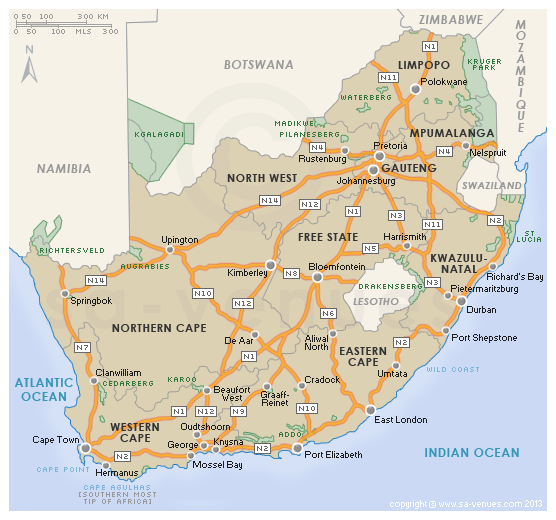 0 50 100 300 KM
0 50 100 MLS 300
N
ZIMBABWE
BOTSWANA
MOZAMBIQUE
NAMIBIA
SWAZILAND
LESOTHO
LIMPOPO
N1
N11
KRUGER
PARK
Polokwane
WATERBERG
MADIKWE
PILANESBERG
KGALAGADI
MPUMALANGA
N4
Rustenburg
Pretoria
N4
Nelspruit
GAUTENG
Johannesburg
NORTH WEST
N14
N12
N1
N3
N11
N2
FREE STATE
N5
Harrismith
ST
LUCIA
KWAZULU-
NATAL
RICHTERSVELD
Upington
AUGRABIES
N14
Springbok
N10
Kimberley
N8
Bloemfontein
DRAKENSBERG
N3
Richard's Bay
Pietermaritzburg
Durban
N12
N6
NORTHERN CAPE
De Aar
N1
Aliwal
North
Port Shepstone
N7
EASTERN
CAPE
N2
Umtata
WILD COAST
Clanwilliam
CEDARBERG
KAROO
Beaufort
West
Graaff-
Reinet
Cradock
ATLANTIC
OCEAN
N1
N12
N9
N10
East London
WESTERN
CAPE
Oudtshoorn
George
Knysna
ADDO
N2
Port Elizabeth
Cape Town
N2
Mossel Bay
INDIAN OCEAN
CAPE POINT
Hermanus
CAPE AGULHAS
[SOUTHERN MOST
TIP OF AFRICA]
sa-venues
copyright © www.sa-venues.com 2013